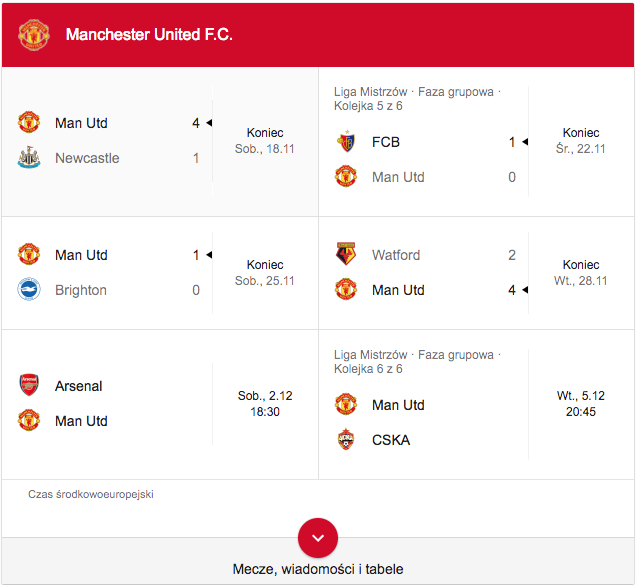 Manchester United F.C.
Man Utd 4
Newcastle 1
Koniec
Sob., 18.11
Liga Mistrzów · Faza grupowa ·
Kolejka 5 z 6
FCB 1
Man Utd 0
Koniec
Śr., 22.11
Man Utd 1
Brighton 0
Koniec
Sob., 25.11
Watford 2
Man Utd 4
Koniec
Wt., 28.11
Arsenal
Man Utd
Sob., 2.12
18:30
Liga Mistrzów · Faza grupowa ·
Kolejka 6 z 6
Man Utd
CSKA
Wt., 5.12
20:45
Czas środkowoeuropejski
Mecze, wiadomości i tabele